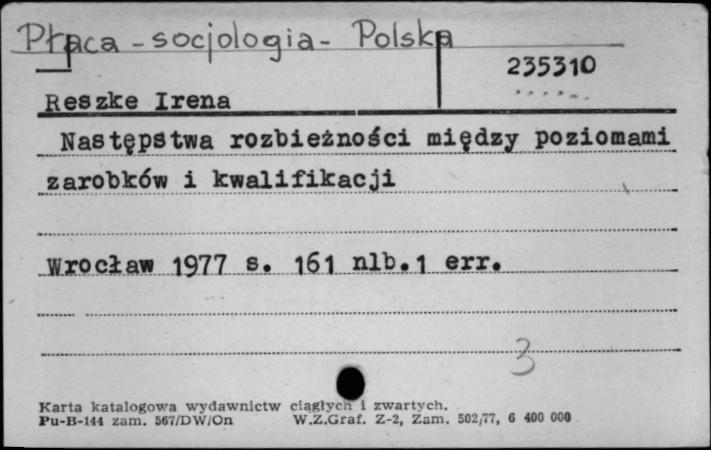 Płaca - socjologia - Polska
235310
Reszke Irena
Następstwa rozbieżności między poziomami
zarobków i kwalifikacji
Wrocław 1977 s. 161 nlb.1 err.
3
Karta katalogowa wydawnictw ciągłych i zwartych.
Pu-B-144 zam. 567/DW/On W.Z.Graf. Z-2, Zam. 502/77, 6 400 000